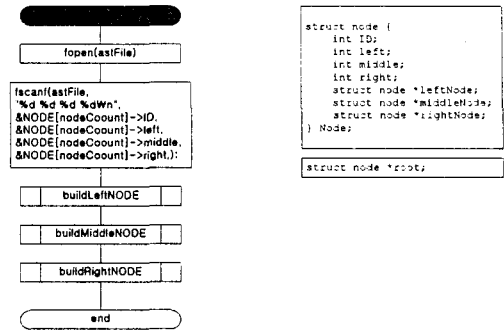 fopen(astFile)
fscanf(astFile,
"%d %d %d %dWn",
&NODE[nodeCoount]->ID,
&NODE[nodeCoount]->left,
&NODE[nodeCoount]->middle,
&NODE[nodeCoount]->right,):
buildLeftNODE
buildMiddleNODE
buildRightNODE
end
struct node {
int ID;
int left;
int middle;
int right;
struct node *leftNode;
struct node *middleNode;
struct node *rightNode;
} Node;
struct node *root;